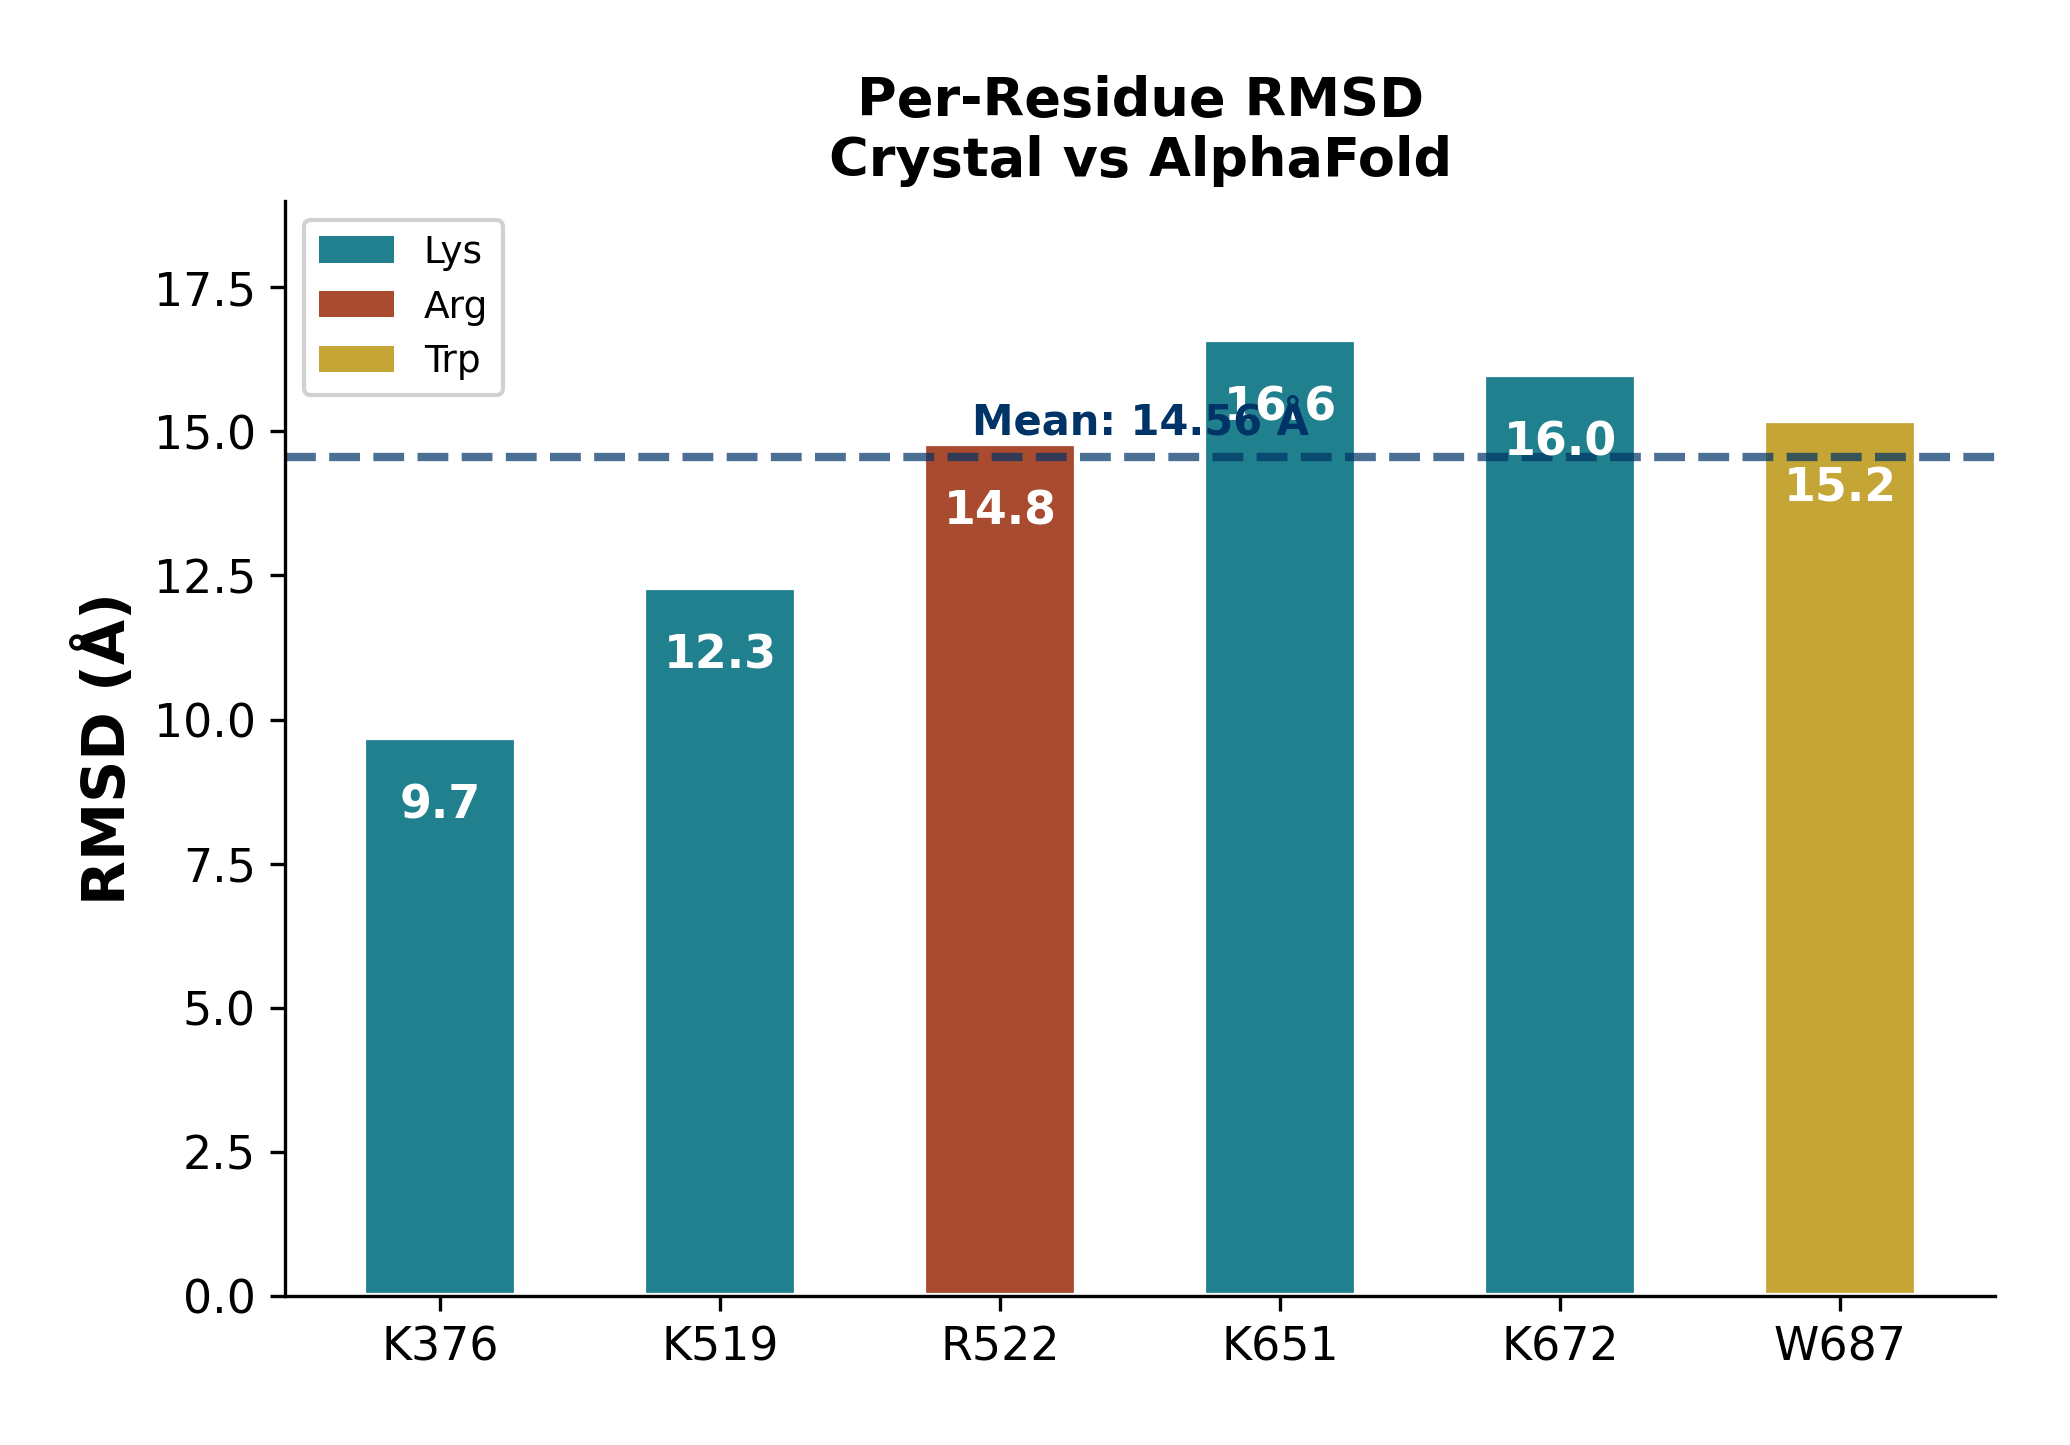 Per-Residue RMSD
Crystal vs AlphaFold
Lys
Arg
Trp
RMSD (Å)
17.5
15.0
12.5
10.0
7.5
5.0
2.5
0.0
Mean: 14.56 Å
9.7
12.3
14.8
16.6
16.0
15.2
K376
K519
R522
K651
K672
W687